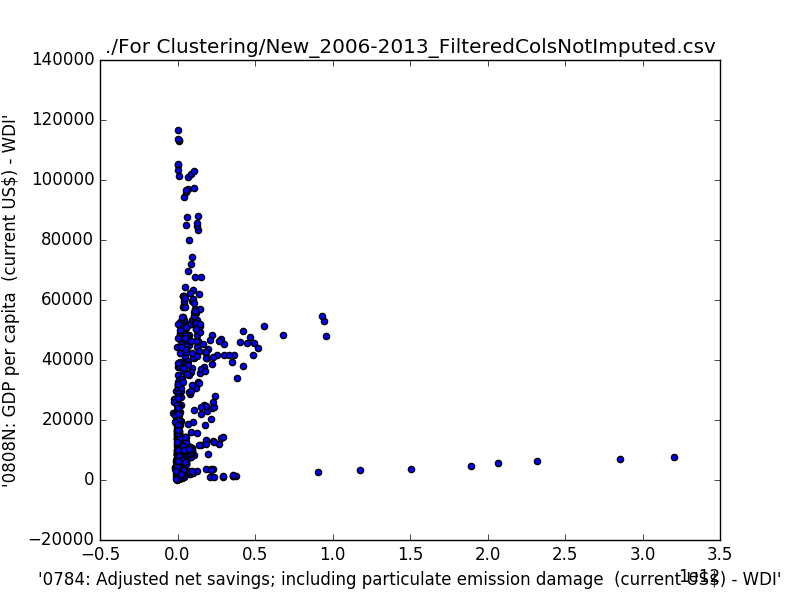 ./For Clustering/New_2006-2013_FilteredColsNotImputed.csv
140000
120000
100000
80000
60000
40000
20000
0
−20000
'0808N: GDP per capita  (current US$) - WDI'
−0.5 0.0 0.5 1.0 1.5 2.0 2.5 3.0 3.5
1e12
'0784: Adjusted net savings; including particulate emission damage  (current US$) - WDI'